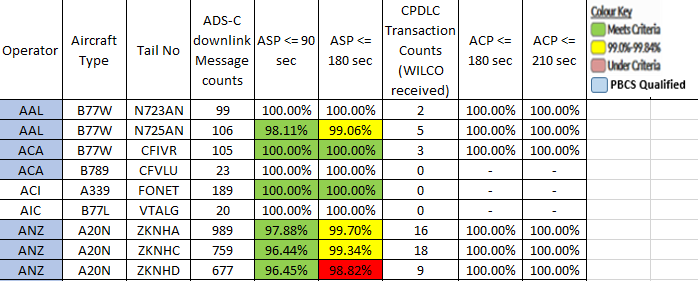 Operator Aircraft Type Tail No ADS-C downlink Message counts ASP <= 90 sec ASP <= 180 sec CPDLC Transaction Counts (WILCO received) ACP <= 180 sec ACP <= 210 sec
AAL B77W N723AN 99 100.00% 100.00% 2 100.00% 100.00%
AAL B77W N725AN 106 98.11% 99.06% 5 100.00% 100.00%
ACA B77W CFIVR 105 100.00% 100.00% 3 100.00% 100.00%
ACA B789 CFVLU 23 100.00% 100.00% 0 - -
ACI A339 FONET 189 100.00% 100.00% 0 - -
AIC B77L VTALG 20 100.00% 100.00% 0 - -
ANZ A20N ZKNHA 989 97.88% 99.70% 16 100.00% 100.00%
ANZ A20N ZKNHC 759 96.44% 99.34% 18 100.00% 100.00%
ANZ A20N ZKNHD 677 96.45% 98.82% 9 100.00% 100.00%
Colour Key
Meets Criteria
99.0%-99.84%
Under Criteria
PBCS Qualified